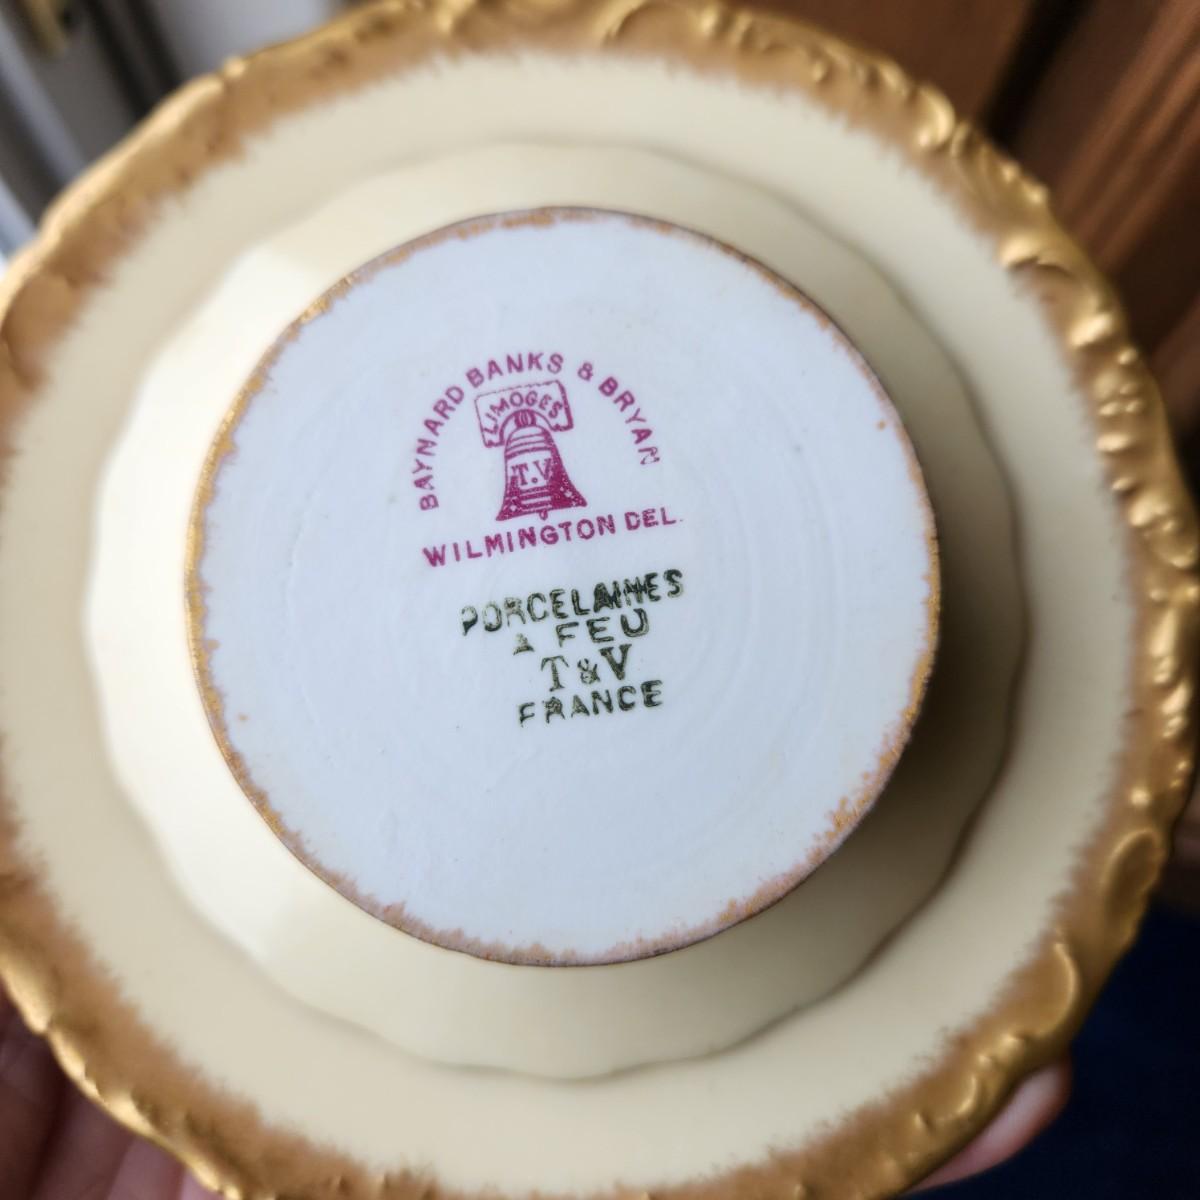 BAYNARD BANKS & BRYAN
LIMOGES
T.V
WILMINGTON DEL.
PORCELAINES
A FEU
T&V
FRANCE